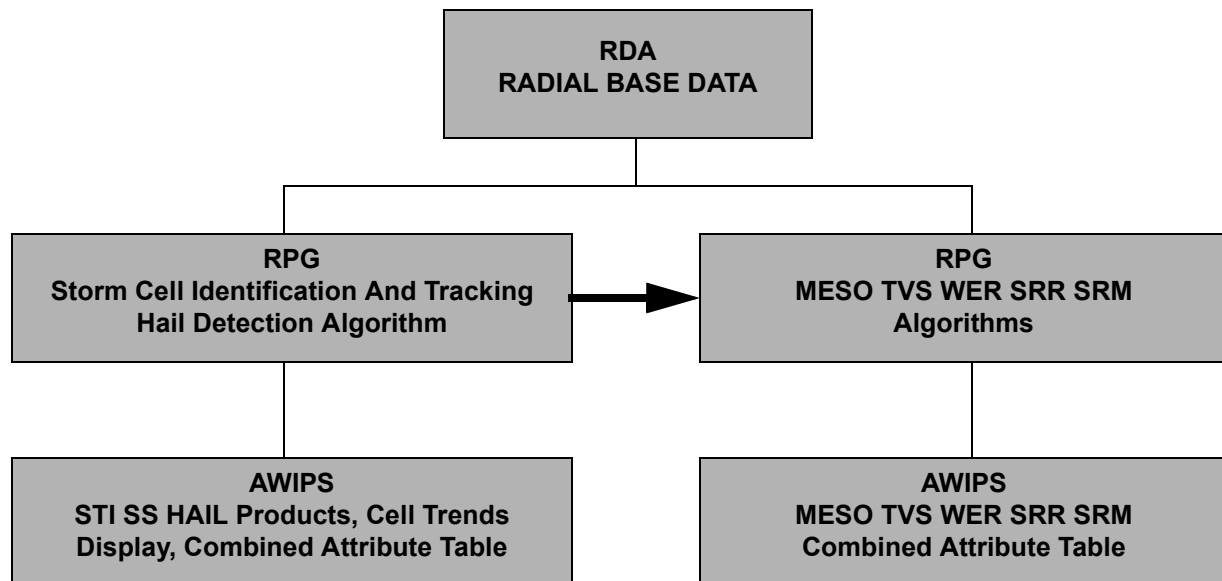 RDA
RADIAL BASE DATA
RPG
Storm Cell Identification And Tracking
Hail Detection Algorithm
RPG
MESO TVS WER SRR SRM
Algorithms
AWIPS
STI SS HAIL Products, Cell Trends
Display, Combined Attribute Table
AWIPS
MESO TVS WER SRR SRM
Combined Attribute Table